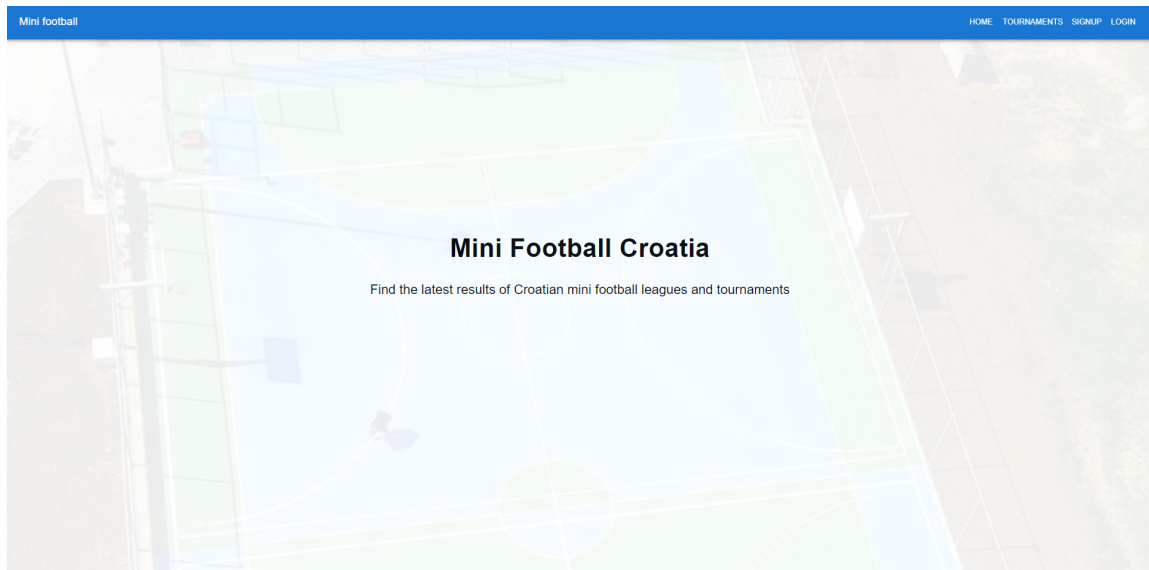 Mini football
HOME TOURNAMENTS SIGNUP LOGIN
Mini Football Croatia
Find the latest results of Croatian mini football leagues and tournaments